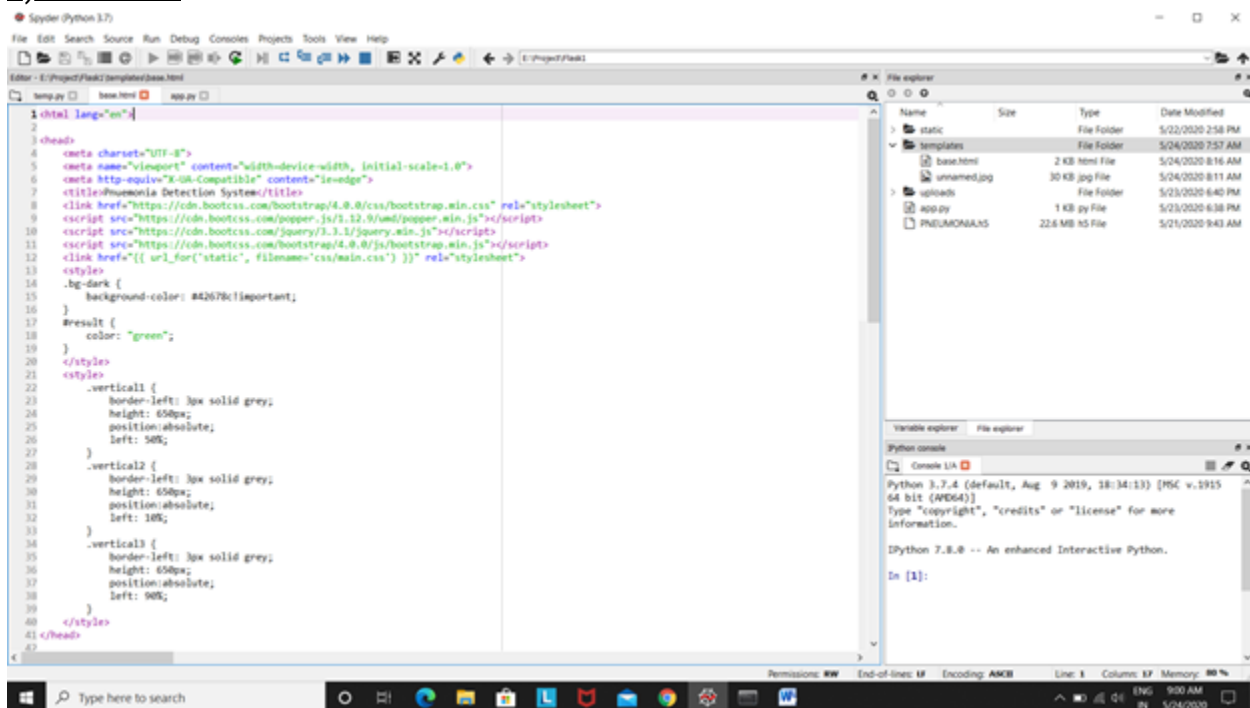 Spyder (Python 3.7)
File Edit Search Source Run Debug Consoles Projects Tools View Help
E:\Project\Flask1
Editor - E:\Project\Flask1\templates\base.html
temp.py base.html app.py
1 <html lang="en">
2
3 <head>
4 <meta charset="UTF-8">
5 <meta name="viewport" content="width=device-width, initial-scale=1.0">
6 <meta http-equiv="X-UA-Compatible" content="ie=edge">
7 <title>Pnuemonia Detection System</title>
8 <link href="https://cdn.bootcss.com/bootstrap/4.0.0/css/bootstrap.min.css" rel="stylesheet">
9 <script src="https://cdn.bootcss.com/popper.js/1.12.9/umd/popper.min.js"></script>
10 <script src="https://cdn.bootcss.com/jquery/3.3.1/jquery.min.js"></script>
11 <script src="https://cdn.bootcss.com/bootstrap/4.0.0/js/bootstrap.min.js"></script>
12 <link href="{{ url_for('static', filename='css/main.css') }}" rel="stylesheet">
13 <style>
14 .bg-dark {
15 background-color: #42678c!important;
16 }
17 #result {
18 color: "green";
19 }
20 </style>
21 <style>
22 .vertical1 {
23 border-left: 3px solid grey;
24 height: 650px;
25 position:absolute;
26 left: 50%;
27 }
28 .vertical2 {
29 border-left: 3px solid grey;
30 height: 650px;
31 position:absolute;
32 left: 10%;
33 }
34 .vertical3 {
35 border-left: 3px solid grey;
36 height: 650px;
37 position:absolute;
38 left: 90%;
39 }
40 </style>
41 </head>
42
File explorer
Name Size Type Date Modified
static File Folder 5/22/2020 2:58 PM
templates File Folder 5/24/2020 7:57 AM
base.html 2 KB html File 5/24/2020 8:16 AM
unnamed.jpg 30 KB jpg File 5/24/2020 8:11 AM
uploads File Folder 5/23/2020 6:40 PM
app.py 1 KB py File 5/23/2020 6:38 PM
PNEUMONIA.h5 22.6 MB h5 File 5/21/2020 9:43 AM
Variable explorer File explorer
IPython console
Console 1/A
Python 3.7.4 (default, Aug 9 2019, 18:34:13) [MSC v.1915
64 bit (AMD64)]
Type "copyright", "credits" or "license" for more
information.
IPython 7.8.0 -- An enhanced Interactive Python.
In [1]:
Permissions: RW End-of-lines: LF Encoding: ASCII Line: 1 Column: 17 Memory: 80 %
Type here to search
ENG 9:00 AM
IN 5/24/2020